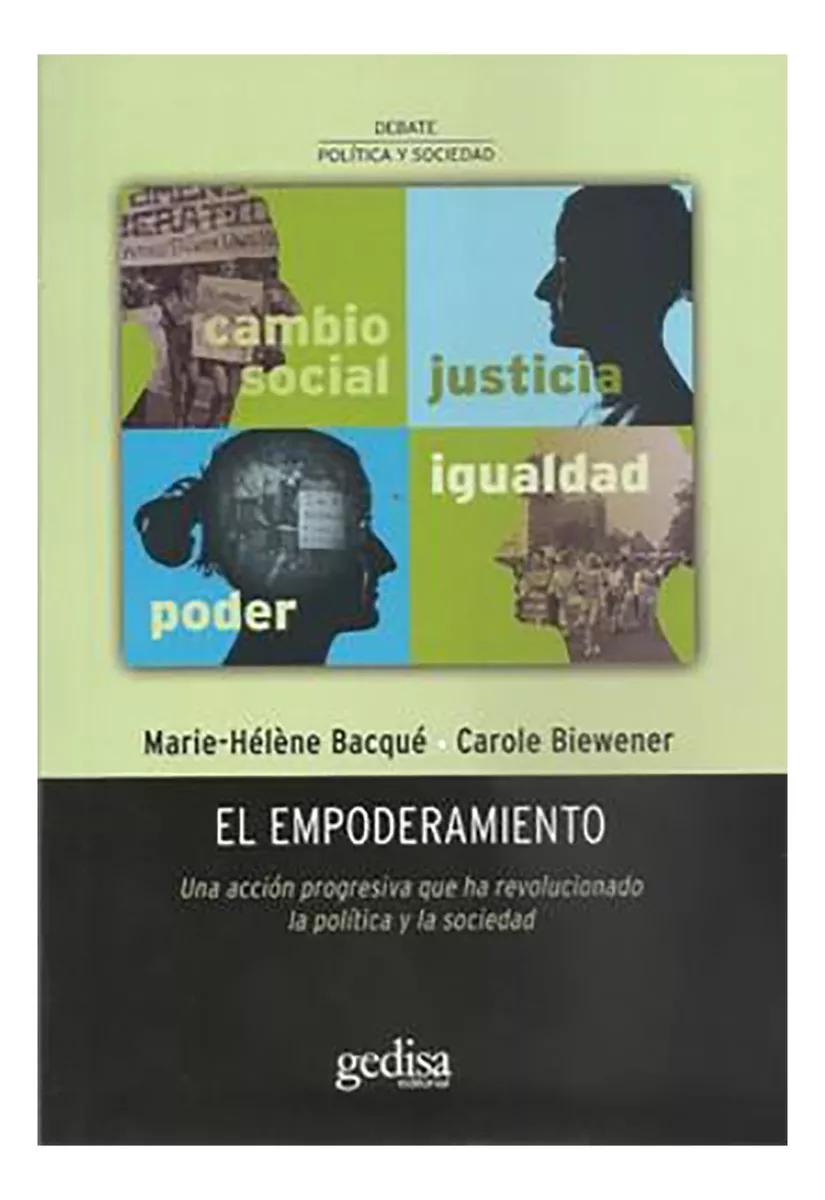 DEBATE
POLÍTICA Y SOCIEDAD
cambio
social
justicia
poder
igualdad
Marie-Hélène Bacqué · Carole Biewener
EL EMPODERAMIENTO
Una acción progresiva que ha revolucionado
la política y la sociedad
gedisa
editorial